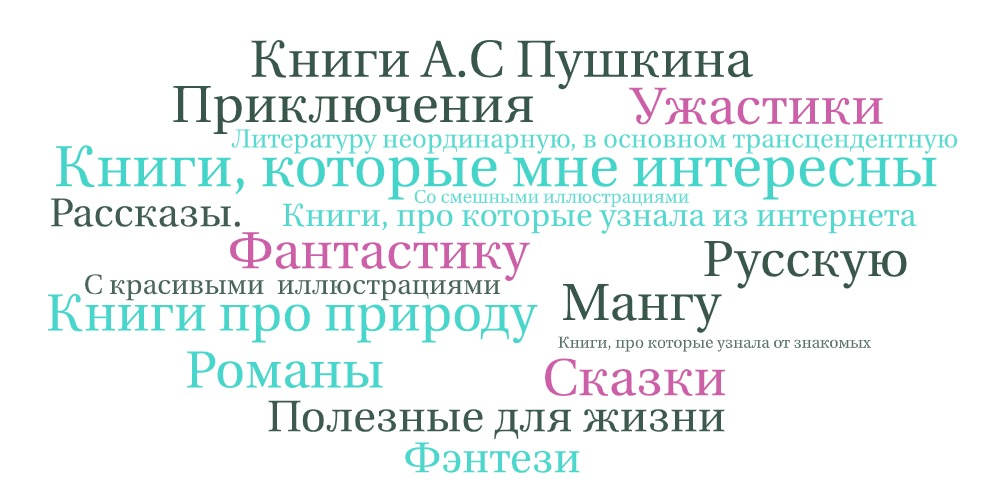 Книги А.С Пушкина
Приключения
Ужастики
Литературу неординарную, в основном трансцендентную
Книги, которые мне интересны
Со смешными иллюстрациями
Рассказы.
Книги, про которые узнала из интернета
Фантастику
Русскую
С красивыми иллюстрациями
Мангу
Книги про природу
Книги, про которые узнала от знакомых
Романы
Сказки
Полезные для жизни
Фэнтези